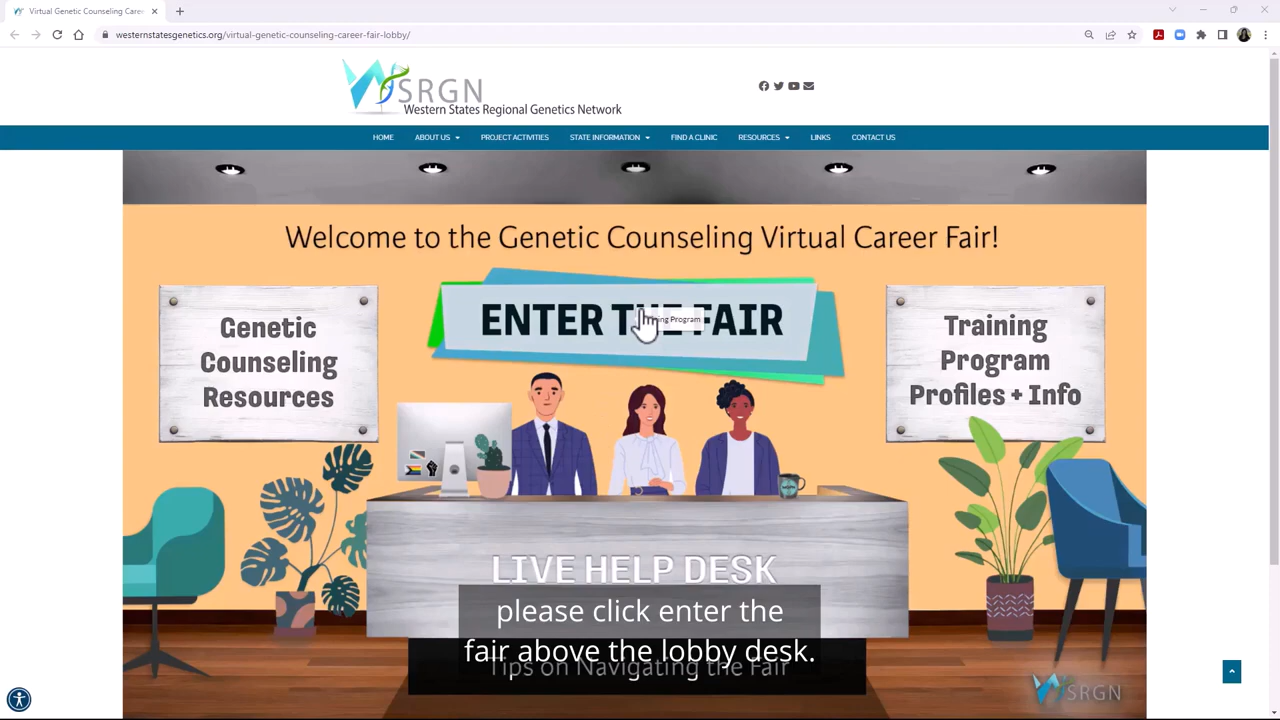 Virtual Genetic Counseling Caree
westernstatesgenetics.org/virtual-genetic-counseling-career-fair-lobby/
WSRGN
Western States Regional Genetics Network
HOME ABOUT US PROJECT ACTIVITIES STATE INFORMATION FIND A CLINIC RESOURCES LINKS CONTACT US
Welcome to the Genetic Counseling Virtual Career Fair!
ENTER THE FAIR
Program
Genetic
Counseling
Resources
Training
Program
Profiles + Info
LIVE HELP DESK
please click enter the
fair above the lobby desk.
Tips on Navigating the Fair
WSRGN